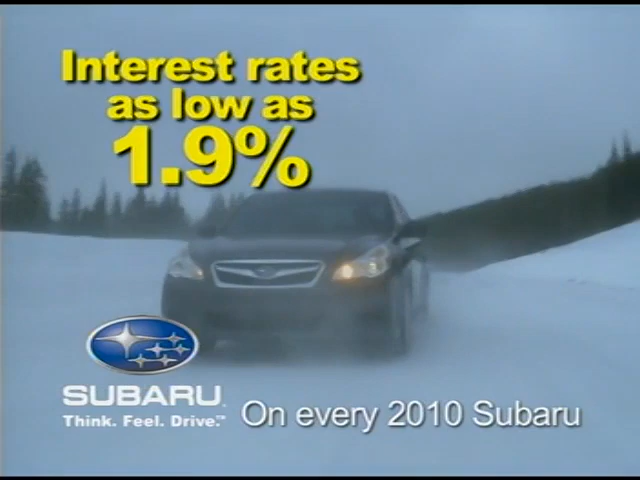 Interest rates
as low as
1.9%
SUBARU
Think. Feel. Drive.™
On every 2010 Subaru